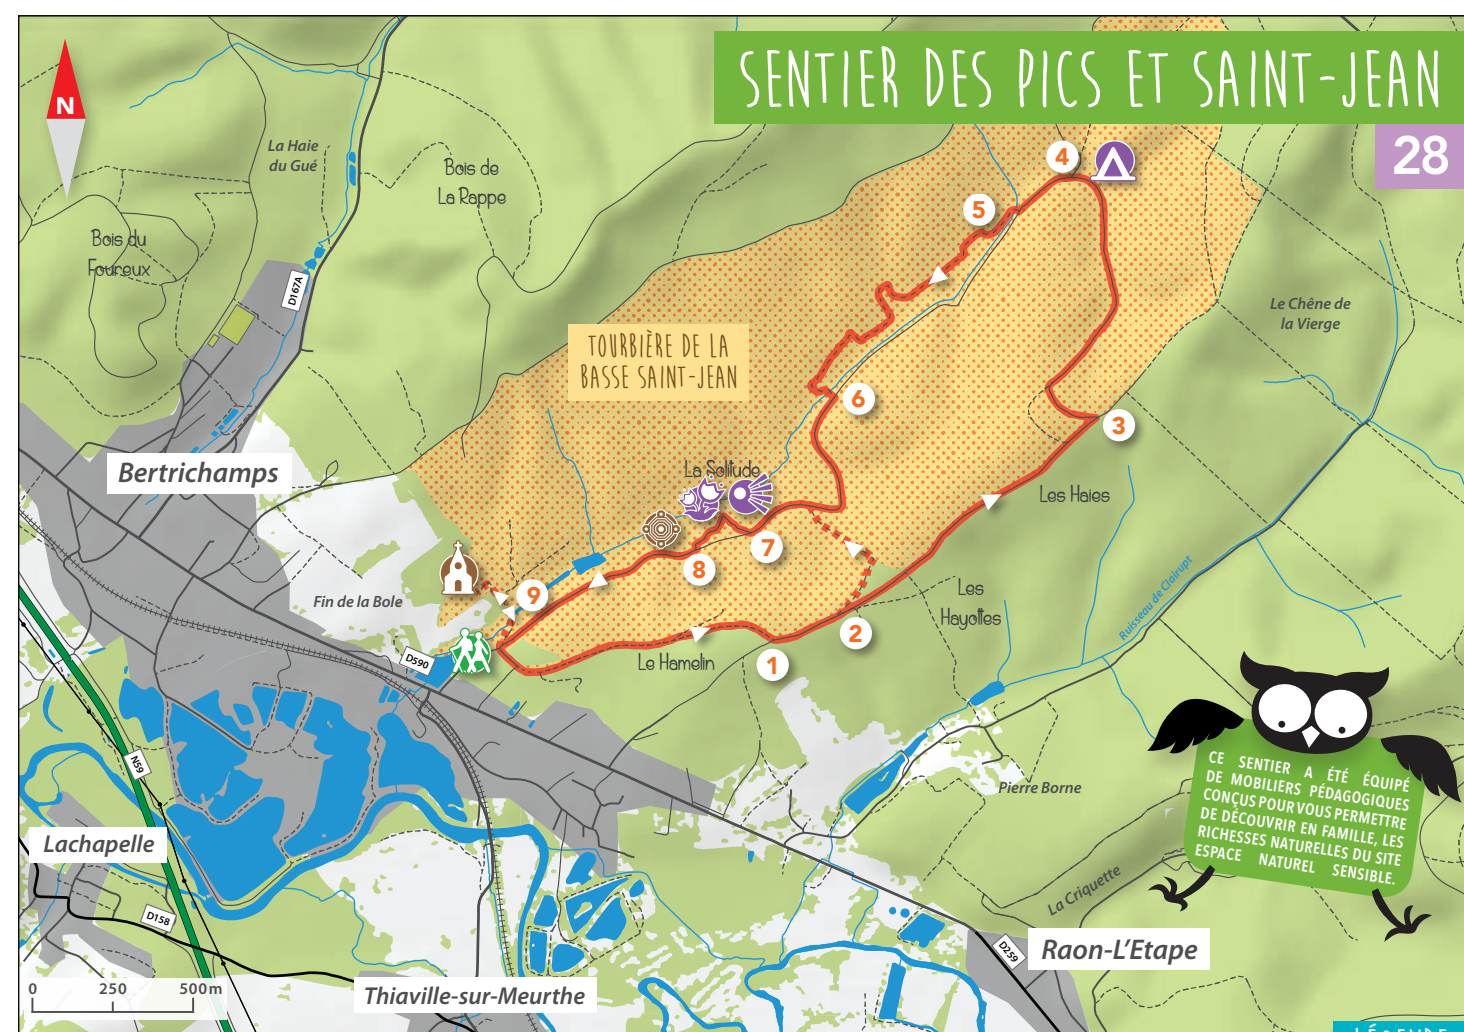 SENTIER DES PICS ET SAINT-JEAN
28
N
La Haie
du Gué
Bois de
La Rappe
Bois du
Foureux
D167A
4
5
Le Chêne de
la Vierge
TOURBIÈRE DE LA
BASSE SAINT-JEAN
6
3
Bertrichamps
La Solitude
Les Haies
7
8
9
Fin de la Bole
Les
Hayottes
Ruisseau de Clairupt
2
1
D590
Le Hamelin
N59
Pierre Borne
CE SENTIER A ÉTÉ ÉQUIPÉ
DE MOBILIERS PÉDAGOGIQUES
CONÇUS POUR VOUS PERMETTRE
DE DÉCOUVRIR EN FAMILLE, LES
RICHESSES NATURELLES DU SITE
ESPACE NATUREL SENSIBLE.
Lachapelle
La Criquette
D158
D259
Raon-L'Etape
0 250 500m
Thiaville-sur-Meurthe